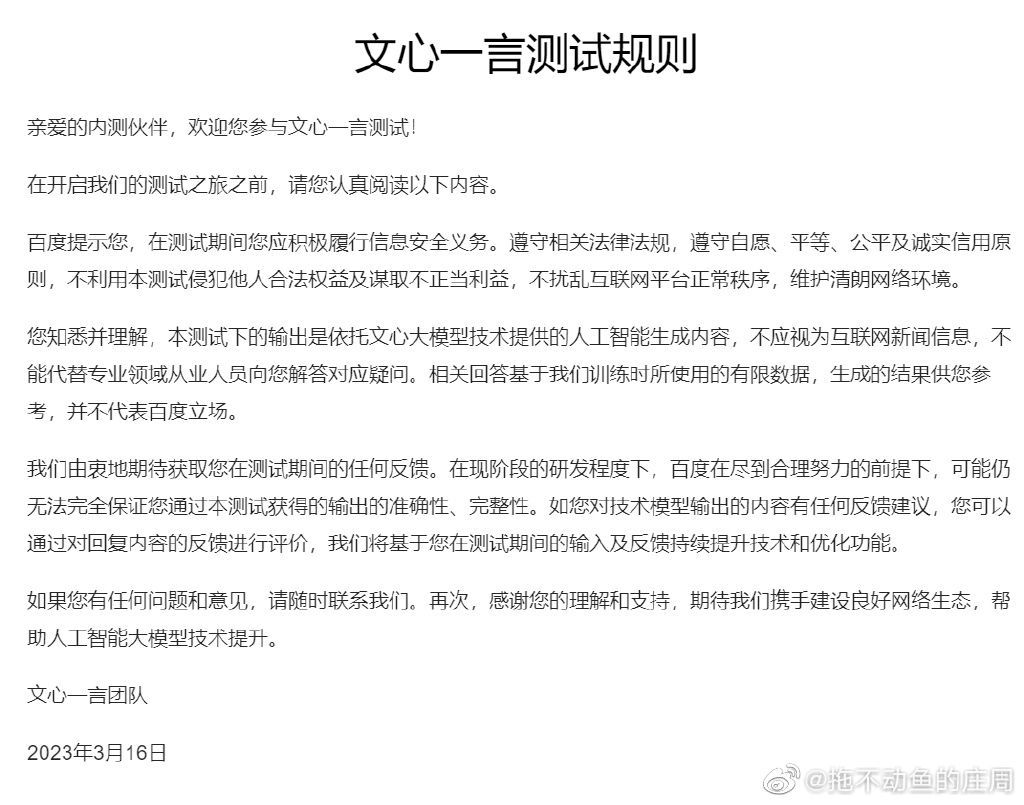 文心一言测试规则
亲爱的内测伙伴，欢迎您参与文心一言测试！
在开启我们的测试之旅之前，请您认真阅读以下内容。
百度提示您，在测试期间您应积极履行信息安全义务。遵守相关法律法规，遵守自愿、平等、公平及诚实信用原
则，不利用本测试侵犯他人合法权益及谋取不正当利益，不扰乱互联网平台正常秩序，维护清朗网络环境。
您知悉并理解，本测试下的输出是依托文心大模型技术提供的人工智能生成内容，不应视为互联网新闻信息，不
能代替专业领域从业人员向您解答对应疑问。相关回答基于我们训练时所使用的有限数据，生成的结果供您参
考，并不代表百度立场。
我们由衷地期待获取您在测试期间的任何反馈。在现阶段的研发程度下，百度在尽到合理努力的前提下，可能仍
无法完全保证您通过本测试获得的输出的准确性、完整性。如您对技术模型输出的内容有任何反馈建议，您可以
通过对回复内容的反馈进行评价，我们将基于您在测试期间的输入及反馈持续提升技术和优化功能。
如果您有任何问题和意见，请随时联系我们。再次，感谢您的理解和支持，期待我们携手建设良好网络生态，帮
助人工智能大模型技术提升。
文心一言团队
2023年3月16日
@拖不动鱼的庄周